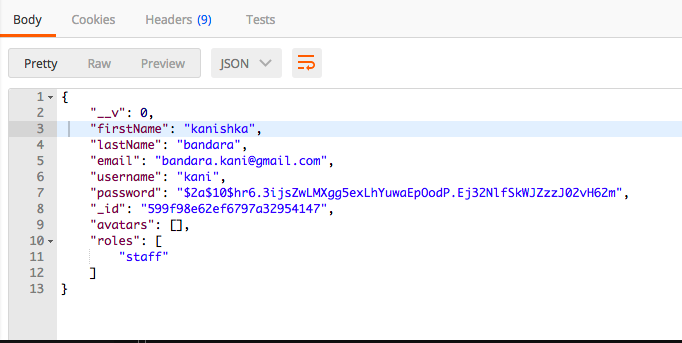 Body Cookies Headers (9) Tests
Pretty Raw Preview JSON
1 {
2 "__v": 0,
3 "firstName": "kanishka",
4 "lastName": "bandara",
5 "email": "bandara.kani@gmail.com",
6 "username": "kani",
7 "password": "$2a$10$hr6.3ijsZwLMXgg5exLhYuwaEpOodP.Ej32NlfSkWJZzzJ02vH62m",
8 "_id": "599f98e62ef6797a32954147",
9 "avatars": [],
10 "roles": [
11 "staff"
12 ]
13 }